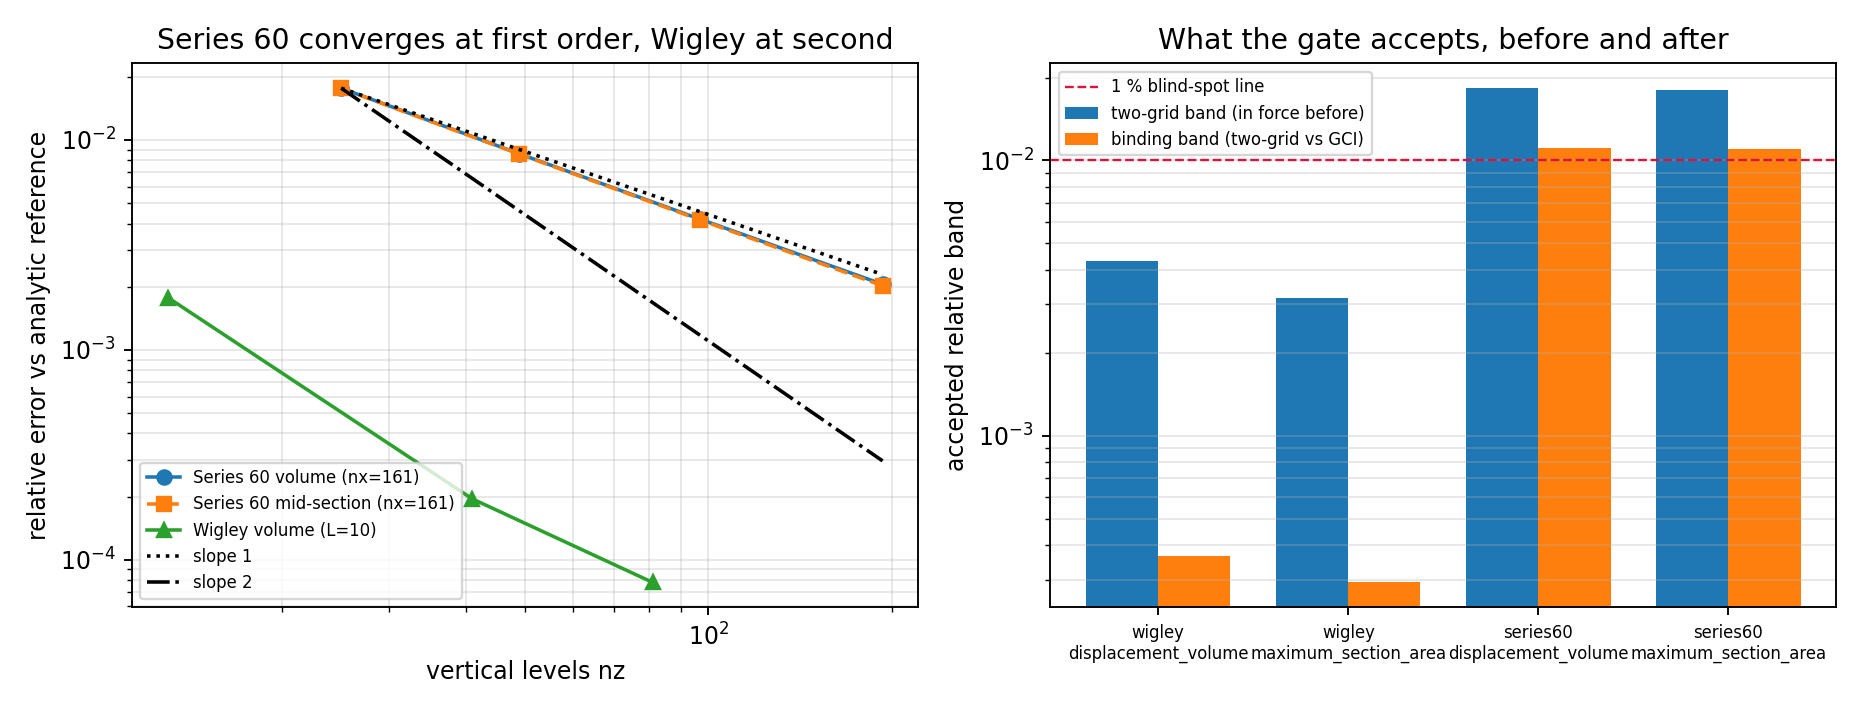 Series 60 converges at first order, Wigley at second
relative error vs analytic reference
10⁻²
10⁻³
10⁻⁴
Series 60 volume (nx=161)
Series 60 mid-section (nx=161)
Wigley volume (L=10)
slope 1
slope 2
10²
vertical levels nz
What the gate accepts, before and after
accepted relative band
1 % blind-spot line
two-grid band (in force before)
binding band (two-grid vs GCI)
10⁻²
10⁻³
wigley
displacement_volume
wigley
maximum_section_area
series60
displacement_volume
series60
maximum_section_area